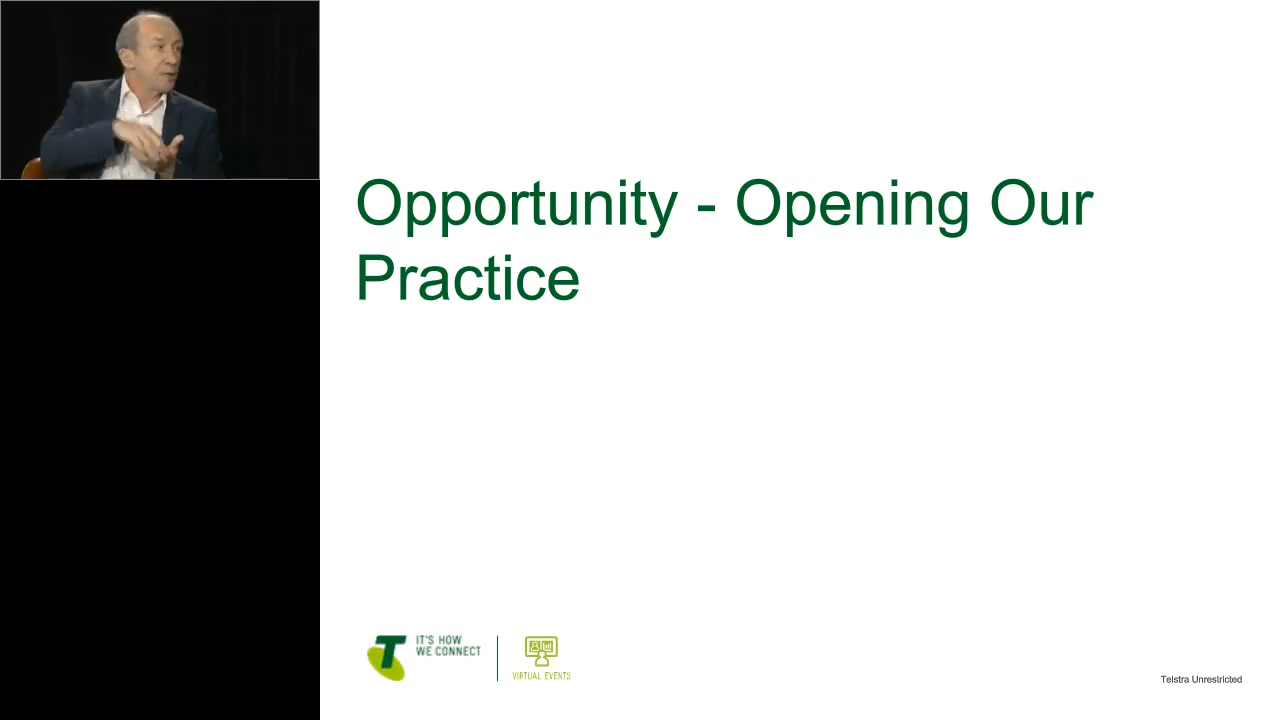 Opportunity - Opening Our
Practice
IT'S HOW
WE CONNECT
VIRTUAL EVENTS
Telstra Unrestricted